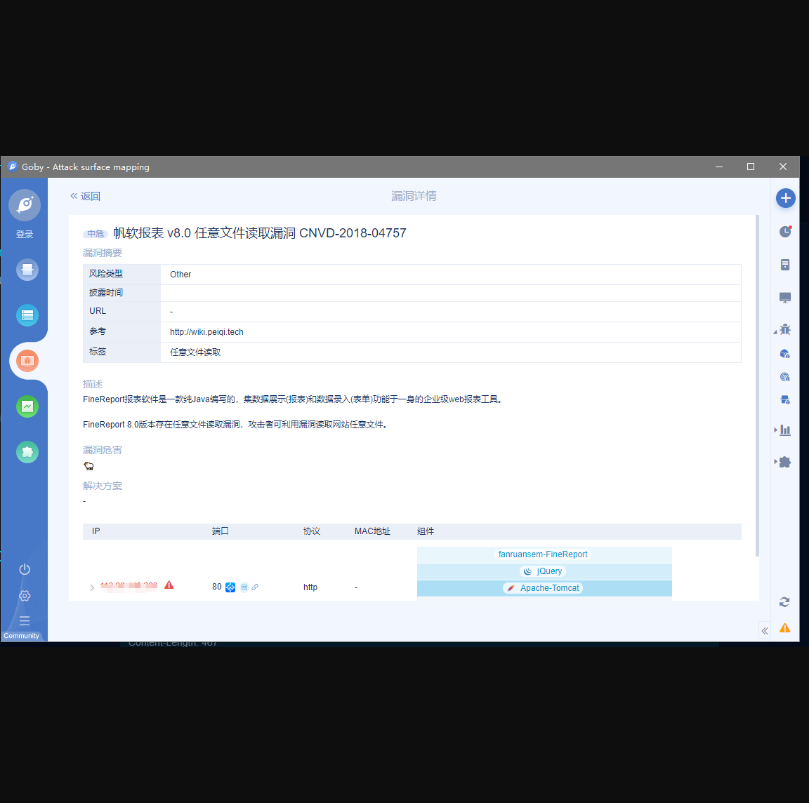 Goby - Attack surface mapping
登录
« 返回
漏洞详情
中危 帆软报表 v8.0 任意文件读取漏洞 CNVD-2018-04757
漏洞摘要
风险类型 Other
披露时间
URL -
参考 http://wiki.peiqi.tech
标签 任意文件读取
描述
FineReport报表软件是一款纯Java编写的，集数据展示(报表)和数据录入(表单)功能于一身的企业级web报表工具。
FineReport 8.0版本存在任意文件读取漏洞，攻击者可利用漏洞读取网站任意文件。
漏洞危害
解决方案
-
IP 端口 协议 MAC地址 组件
fanruansem-FineReport
jQuery
80 http -
Apache-Tomcat
Community
Content-Length: 467